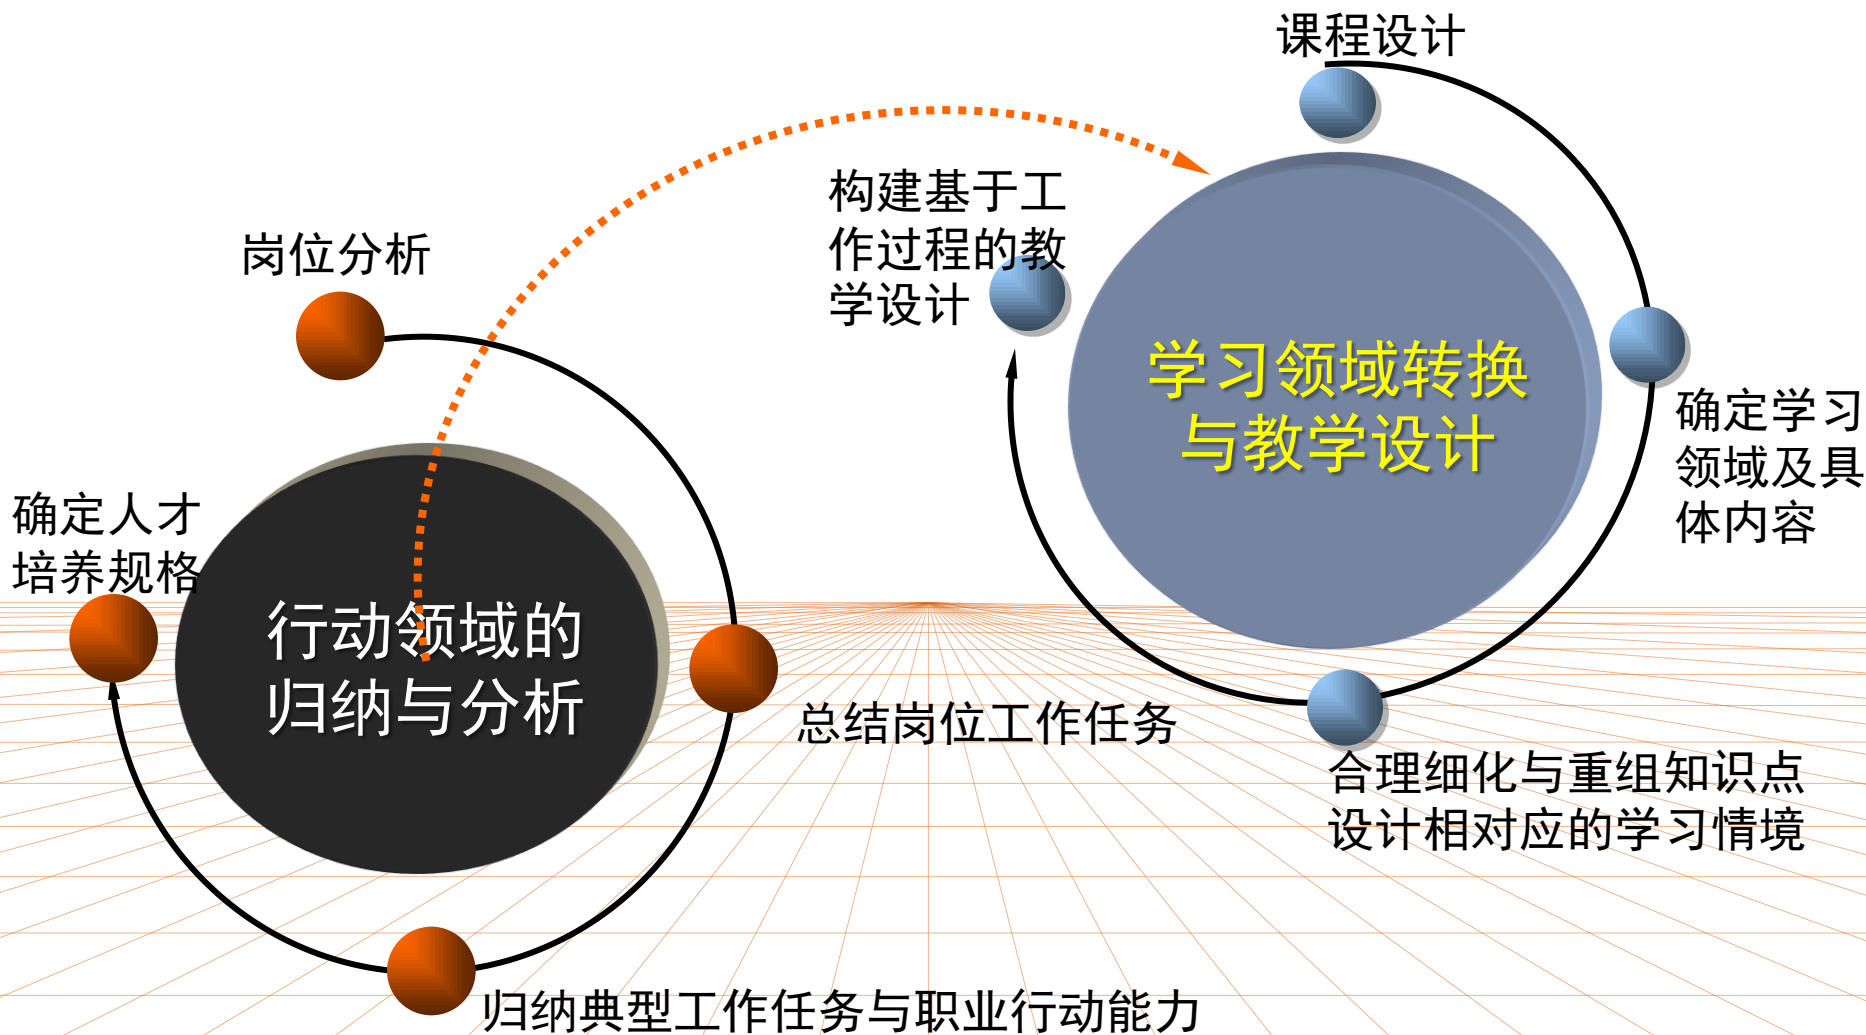 课程设计
构建基于工
作过程的教
学设计
岗位分析
学习领域转换
与教学设计
确定学习
领域及具
体内容
确定人才
培养规格
行动领域的
归纳与分析
总结岗位工作任务
合理细化与重组知识点
设计相对应的学习情境
归纳典型工作任务与职业行动能力